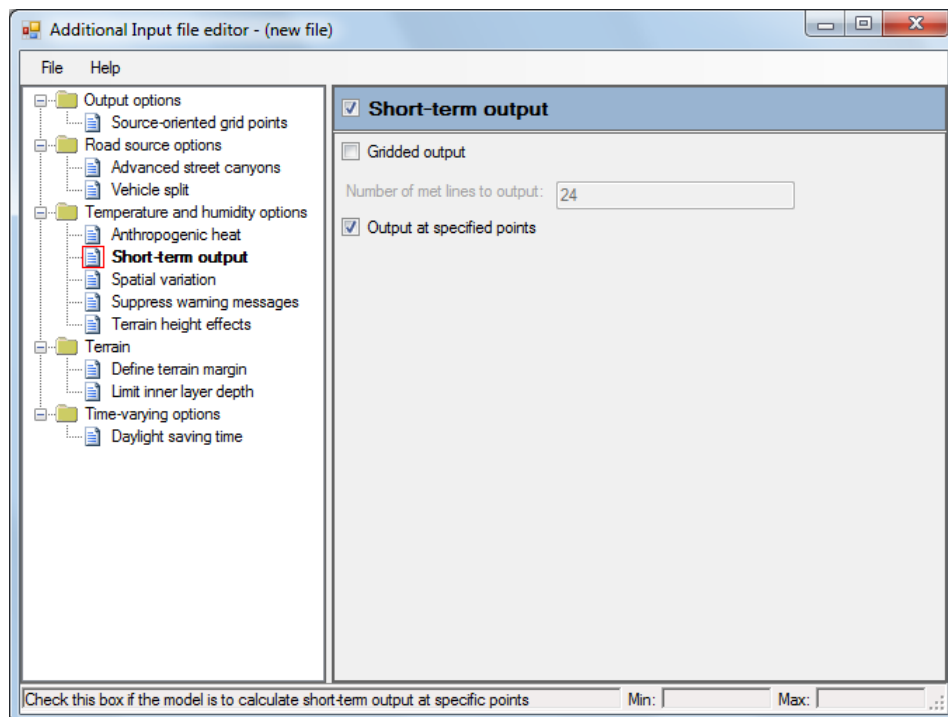 Additional Input file editor - (new file)
File Help
Output options
Source-oriented grid points
Road source options
Advanced street canyons
Vehicle split
Temperature and humidity options
Anthropogenic heat
Short-term output
Spatial variation
Suppress warning messages
Terrain height effects
Terrain
Define terrain margin
Limit inner layer depth
Time-varying options
Daylight saving time
Short-term output
Gridded output
Number of met lines to output: 24
Output at specified points
Check this box if the model is to calculate short-term output at specific points Min: Max: